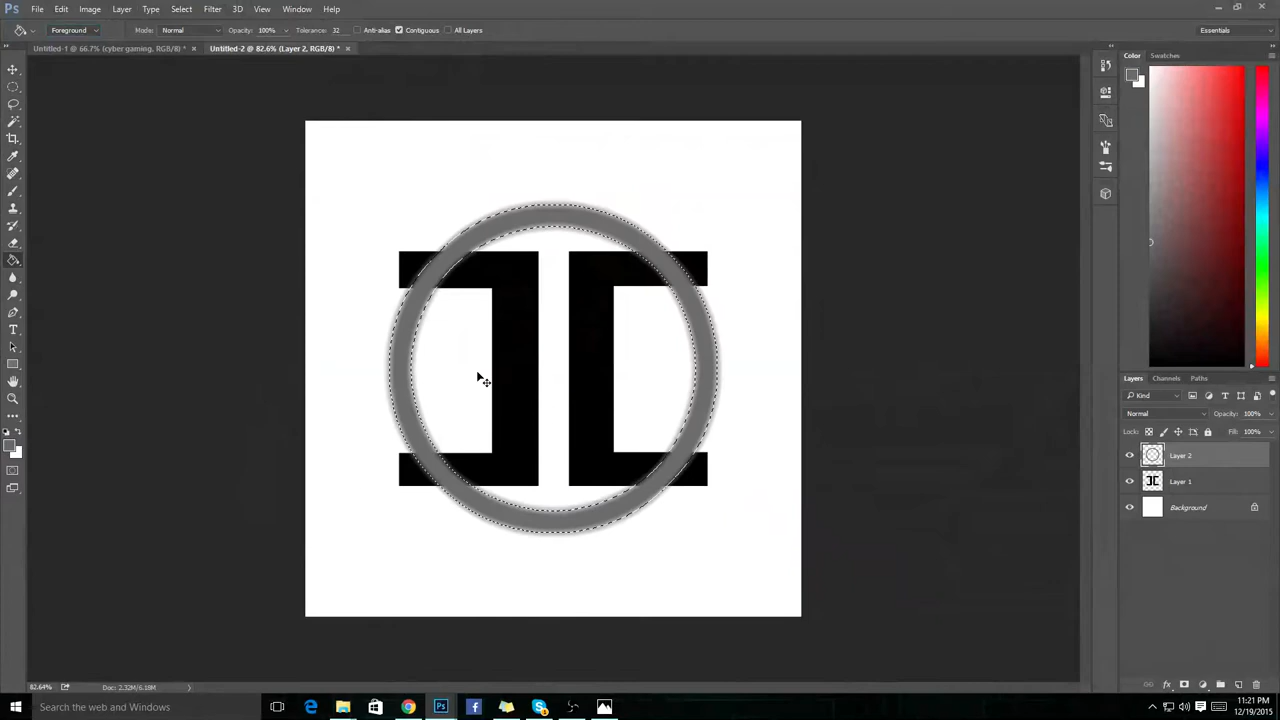 Ps File Edit Image Layer Type Select Filter 3D View Window Help
Foreground Mode: Normal Opacity: 100% Tolerance: 32 Anti-alias Contiguous All Layers Essentials
Untitled-1 @ 66.7% (cyber gaming, RGB/8) * × Untitled-2 @ 82.6% (Layer 2, RGB/8) * ×
Color Swatches
Layers Channels Paths
Kind
Normal Opacity: 100%
Lock: Fill: 100%
Layer 2
Layer 1
Background
82.64% Doc: 2.32M/6.18M
Search the web and Windows
11:21 PM
12/19/2015